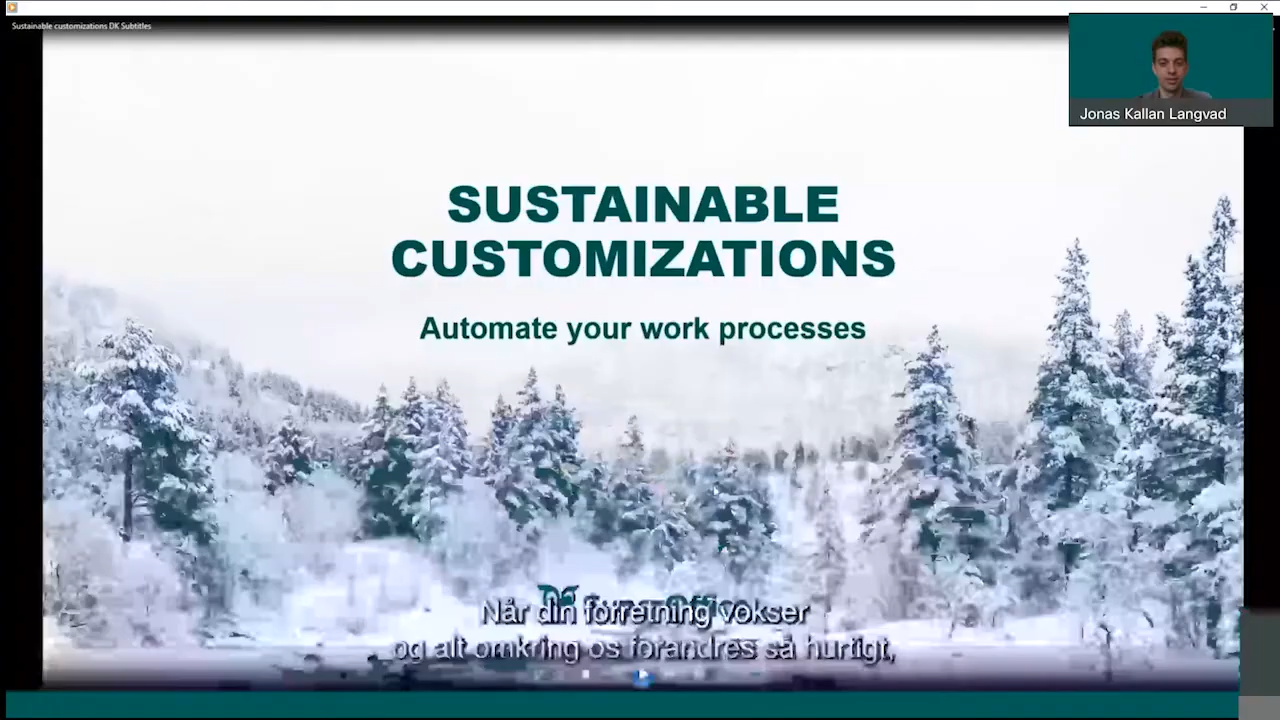 Sustainable customizations DK Subtitles
Jonas Kallan Langvad
SUSTAINABLE
CUSTOMIZATIONS
Automate your work processes
Når din forretning vokser
og alt omkring os forandres så hurtigt,